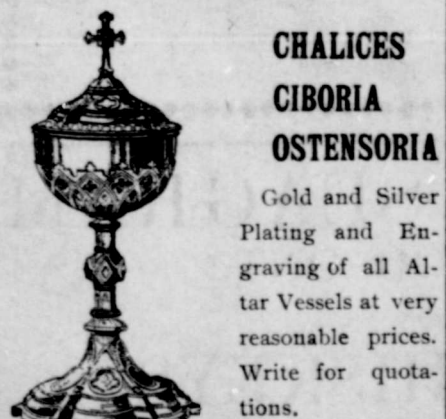 CHALICES
CIBORIA
OSTENSORIA
Gold and Silver
Plating and En-
graving of all Al-
tar Vessels at very
reasonable prices.
Write for quota-
tions.